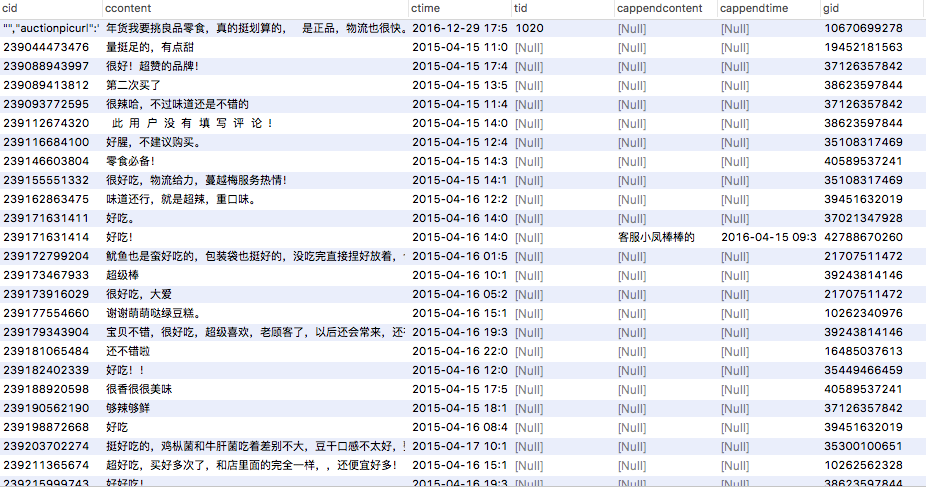 cid ccontent ctime tid cappendcontent cappendtime gid
"","auctionpicurl":' 年货我要挑良品零食，真的挺划算的， 是正品，物流也很快。 2016-12-29 17:5 1020 [Null] [Null] 10670699278
239044473476 量挺足的，有点甜 2015-04-15 11:0 [Null] [Null] [Null] 19452181563
239088943997 很好！超赞的品牌！ 2015-04-15 17:4 [Null] [Null] [Null] 37126357842
239089413812 第二次买了 2015-04-15 13:5 [Null] [Null] [Null] 38623597844
239093772595 很辣哈，不过味道还是不错的 2015-04-15 11:4 [Null] [Null] [Null] 37126357842
239112674320 此 用 户 没 有 填 写 评 论 ！ 2015-04-15 14:0 [Null] [Null] [Null] 38623597844
239116684100 好腥，不建议购买。 2015-04-15 12:4 [Null] [Null] [Null] 35108317469
239146603804 零食必备！ 2015-04-15 14:3 [Null] [Null] [Null] 40589537241
239155551332 很好吃，物流给力，蔓越梅服务热情！ 2015-04-15 14:1 [Null] [Null] [Null] 35108317469
239162863475 味道还行，就是超辣，重口味。 2015-04-16 12:2 [Null] [Null] [Null] 39451632019
239171631411 好吃。 2015-04-16 14:0 [Null] [Null] [Null] 37021347928
239171631414 好吃！ 2015-04-16 14:0 [Null] 客服小凤棒棒的 2016-04-15 09:3 42788670260
239172799204 鱿鱼也是蛮好吃的，包装袋也挺好的，没吃完直接捏好放着， 2015-04-16 01:5 [Null] [Null] [Null] 21707511472
239173467933 超级棒 2015-04-16 10:1 [Null] [Null] [Null] 39243814146
239173916029 很好吃，大爱 2015-04-16 05:2 [Null] [Null] [Null] 21707511472
239177554660 谢谢萌萌哒绿豆糕。 2015-04-16 15:1 [Null] [Null] [Null] 10262340976
239179343904 宝贝不错，很好吃，超级喜欢，老顾客了，以后还会常来， 2015-04-16 19:3 [Null] [Null] [Null] 39243814146
239181065484 还不错啦 2015-04-16 22:0 [Null] [Null] [Null] 16485037613
239182402339 好吃！！ 2015-04-16 12:0 [Null] [Null] [Null] 35449466459
239188920598 很香很很美味 2015-04-15 17:5 [Null] [Null] [Null] 40589537241
239190562190 够辣够鲜 2015-04-15 18:1 [Null] [Null] [Null] 37126357842
239198872668 好吃 2015-04-16 08:4 [Null] [Null] [Null] 39451632019
239203702274 挺好吃的，鸡枞菌和牛肝菌吃着差别不大，豆干口感不太好， 2015-04-17 10:1 [Null] [Null] [Null] 35300100651
239211365674 超好吃，买好多次了，和店里面的完全一样，，还便宜好多！ 2015-04-16 15:1 [Null] [Null] [Null] 10262562328
239215999743 好好吃！ 2015-04-16 19:3 [Null] [Null] [Null] 38623597844